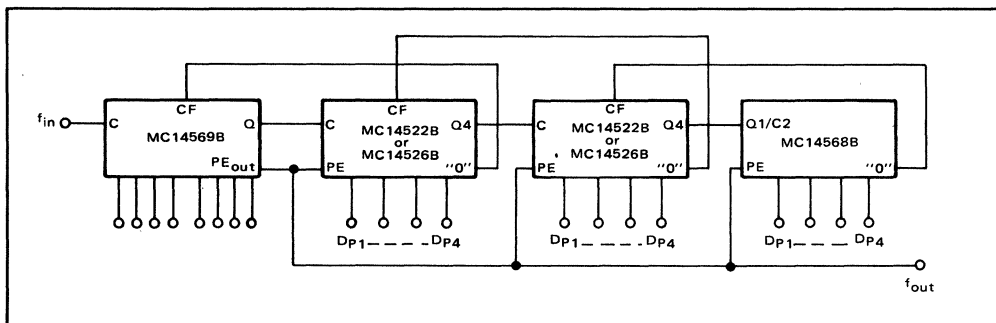 CF
CF
CF
fin
C
Q
MC14569B
PEout
C
Q4
MC14522B
or
MC14526B
PE
"0"
C
Q4
MC14522B
or
MC14526B
PE
"0"
Q1/C2
MC14568B
PE
"0"
DP1 — — — — DP4
DP1 — — — — DP4
DP1 — — — — DP4
fout